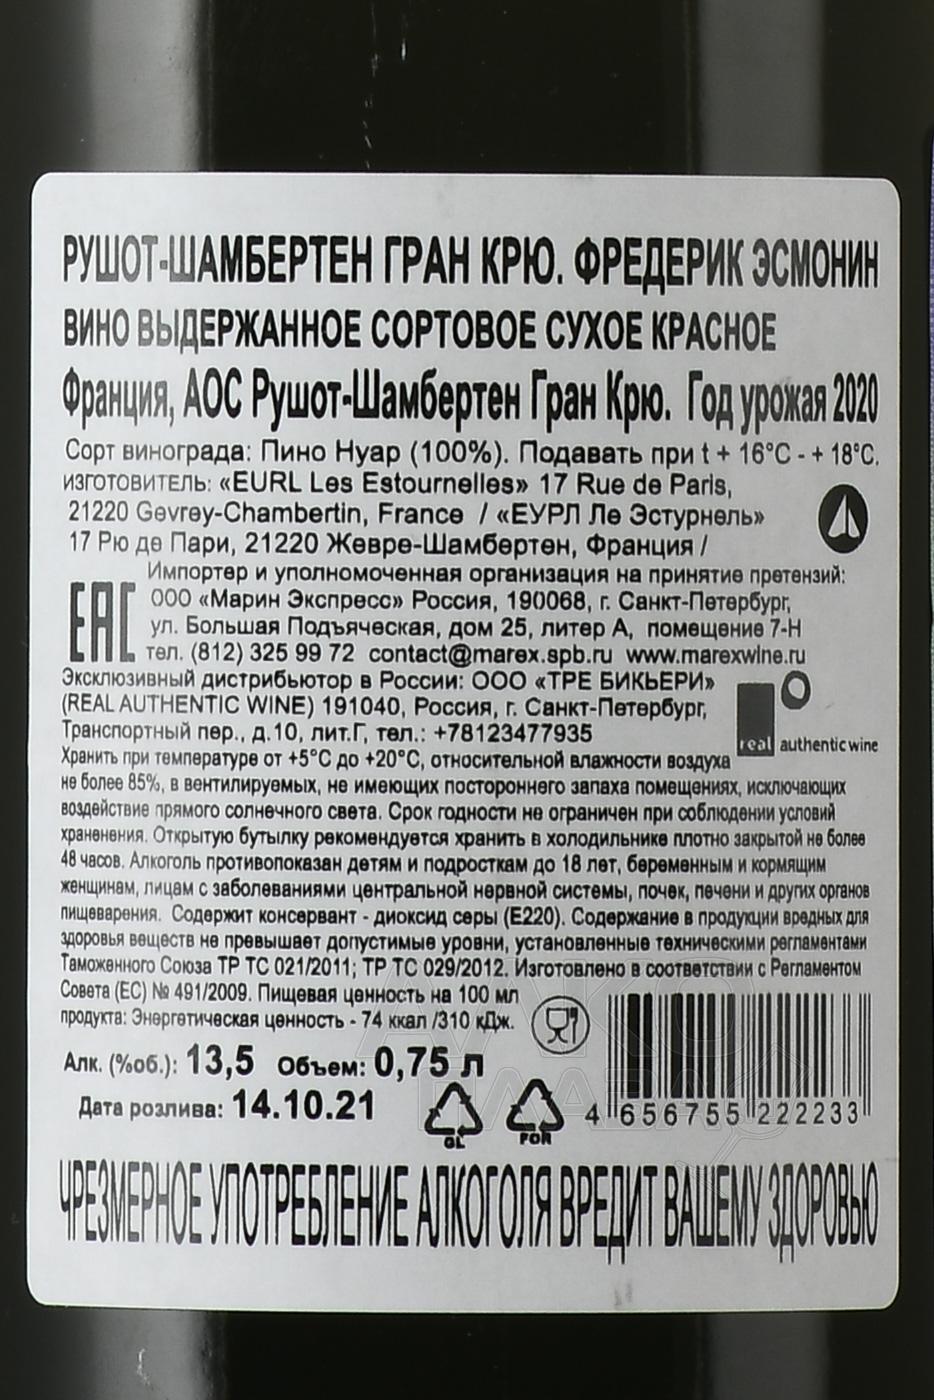 РУШОТ-ШАМБЕРТЕН ГРАН КРЮ. ФРЕДЕРИК ЭСМОНИН
ВИНО ВЫДЕРЖАННОЕ СОРТОВОЕ СУХОЕ КРАСНОЕ
Франция, АОС Рушот-Шамбертен Гран Крю. Год урожая 2020
Сорт винограда: Пино Нуар (100%). Подавать при t + 16°C - + 18°C.
ИЗГОТОВИТЕЛЬ: «EURL Les Estournelles» 17 Rue de Paris,
21220 Gevrey-Chambertin, France / «ЕУРЛ Ле Эстурнель»
17 Рю де Пари, 21220 Жевре-Шамбертен, Франция /
Импортер и уполномоченная организация на принятие претензий:
ООО «Марин Экспресс» Россия, 190068, г. Санкт-Петербург,
ул. Большая Подъяческая, дом 25, литер А, помещение 7-Н
тел. (812) 325 99 72 contact@marex.spb.ru www.marexwine.ru
EAC
Эксклюзивный дистрибьютор в России: ООО «ТРЕ БИКЬЕРИ»
(REAL AUTHENTIC WINE) 191040, Россия, г. Санкт-Петербург,
Транспортный пер., д.10, лит.Г, тел.: +78123477935
real authentic wine
Хранить при температуре от +5°C до +20°C, относительной влажности воздуха
не более 85%, в вентилируемых, не имеющих постороннего запаха помещениях, исключающих
воздействие прямого солнечного света. Срок годности не ограничен при соблюдении условий
хранения. Открытую бутылку рекомендуется хранить в холодильнике плотно закрытой не более
48 часов. Алкоголь противопоказан детям и подросткам до 18 лет, беременным и кормящим
женщинам, лицам с заболеваниями центральной нервной системы, почек, печени и других органов
пищеварения. Содержит консервант - диоксид серы (Е220). Содержание в продукции вредных для
здоровья веществ не превышает допустимые уровни, установленные техническими регламентами
Таможенного Союза ТР ТС 021/2011; ТР ТС 029/2012. Изготовлено в соответствии с Регламентом
Совета (ЕС) № 491/2009. Пищевая ценность на 100 мл
продукта: Энергетическая ценность - 74 ккал /310 кДж.
Алк. (%об.): 13,5 Объем: 0,75 л
Дата розлива: 14.10.21
GL
FOR
4 656755 222233
ЧРЕЗМЕРНОЕ УПОТРЕБЛЕНИЕ АЛКОГОЛЯ ВРЕДИТ ВАШЕМУ ЗДОРОВЬЮ
АЛКО
ПЛАЗА